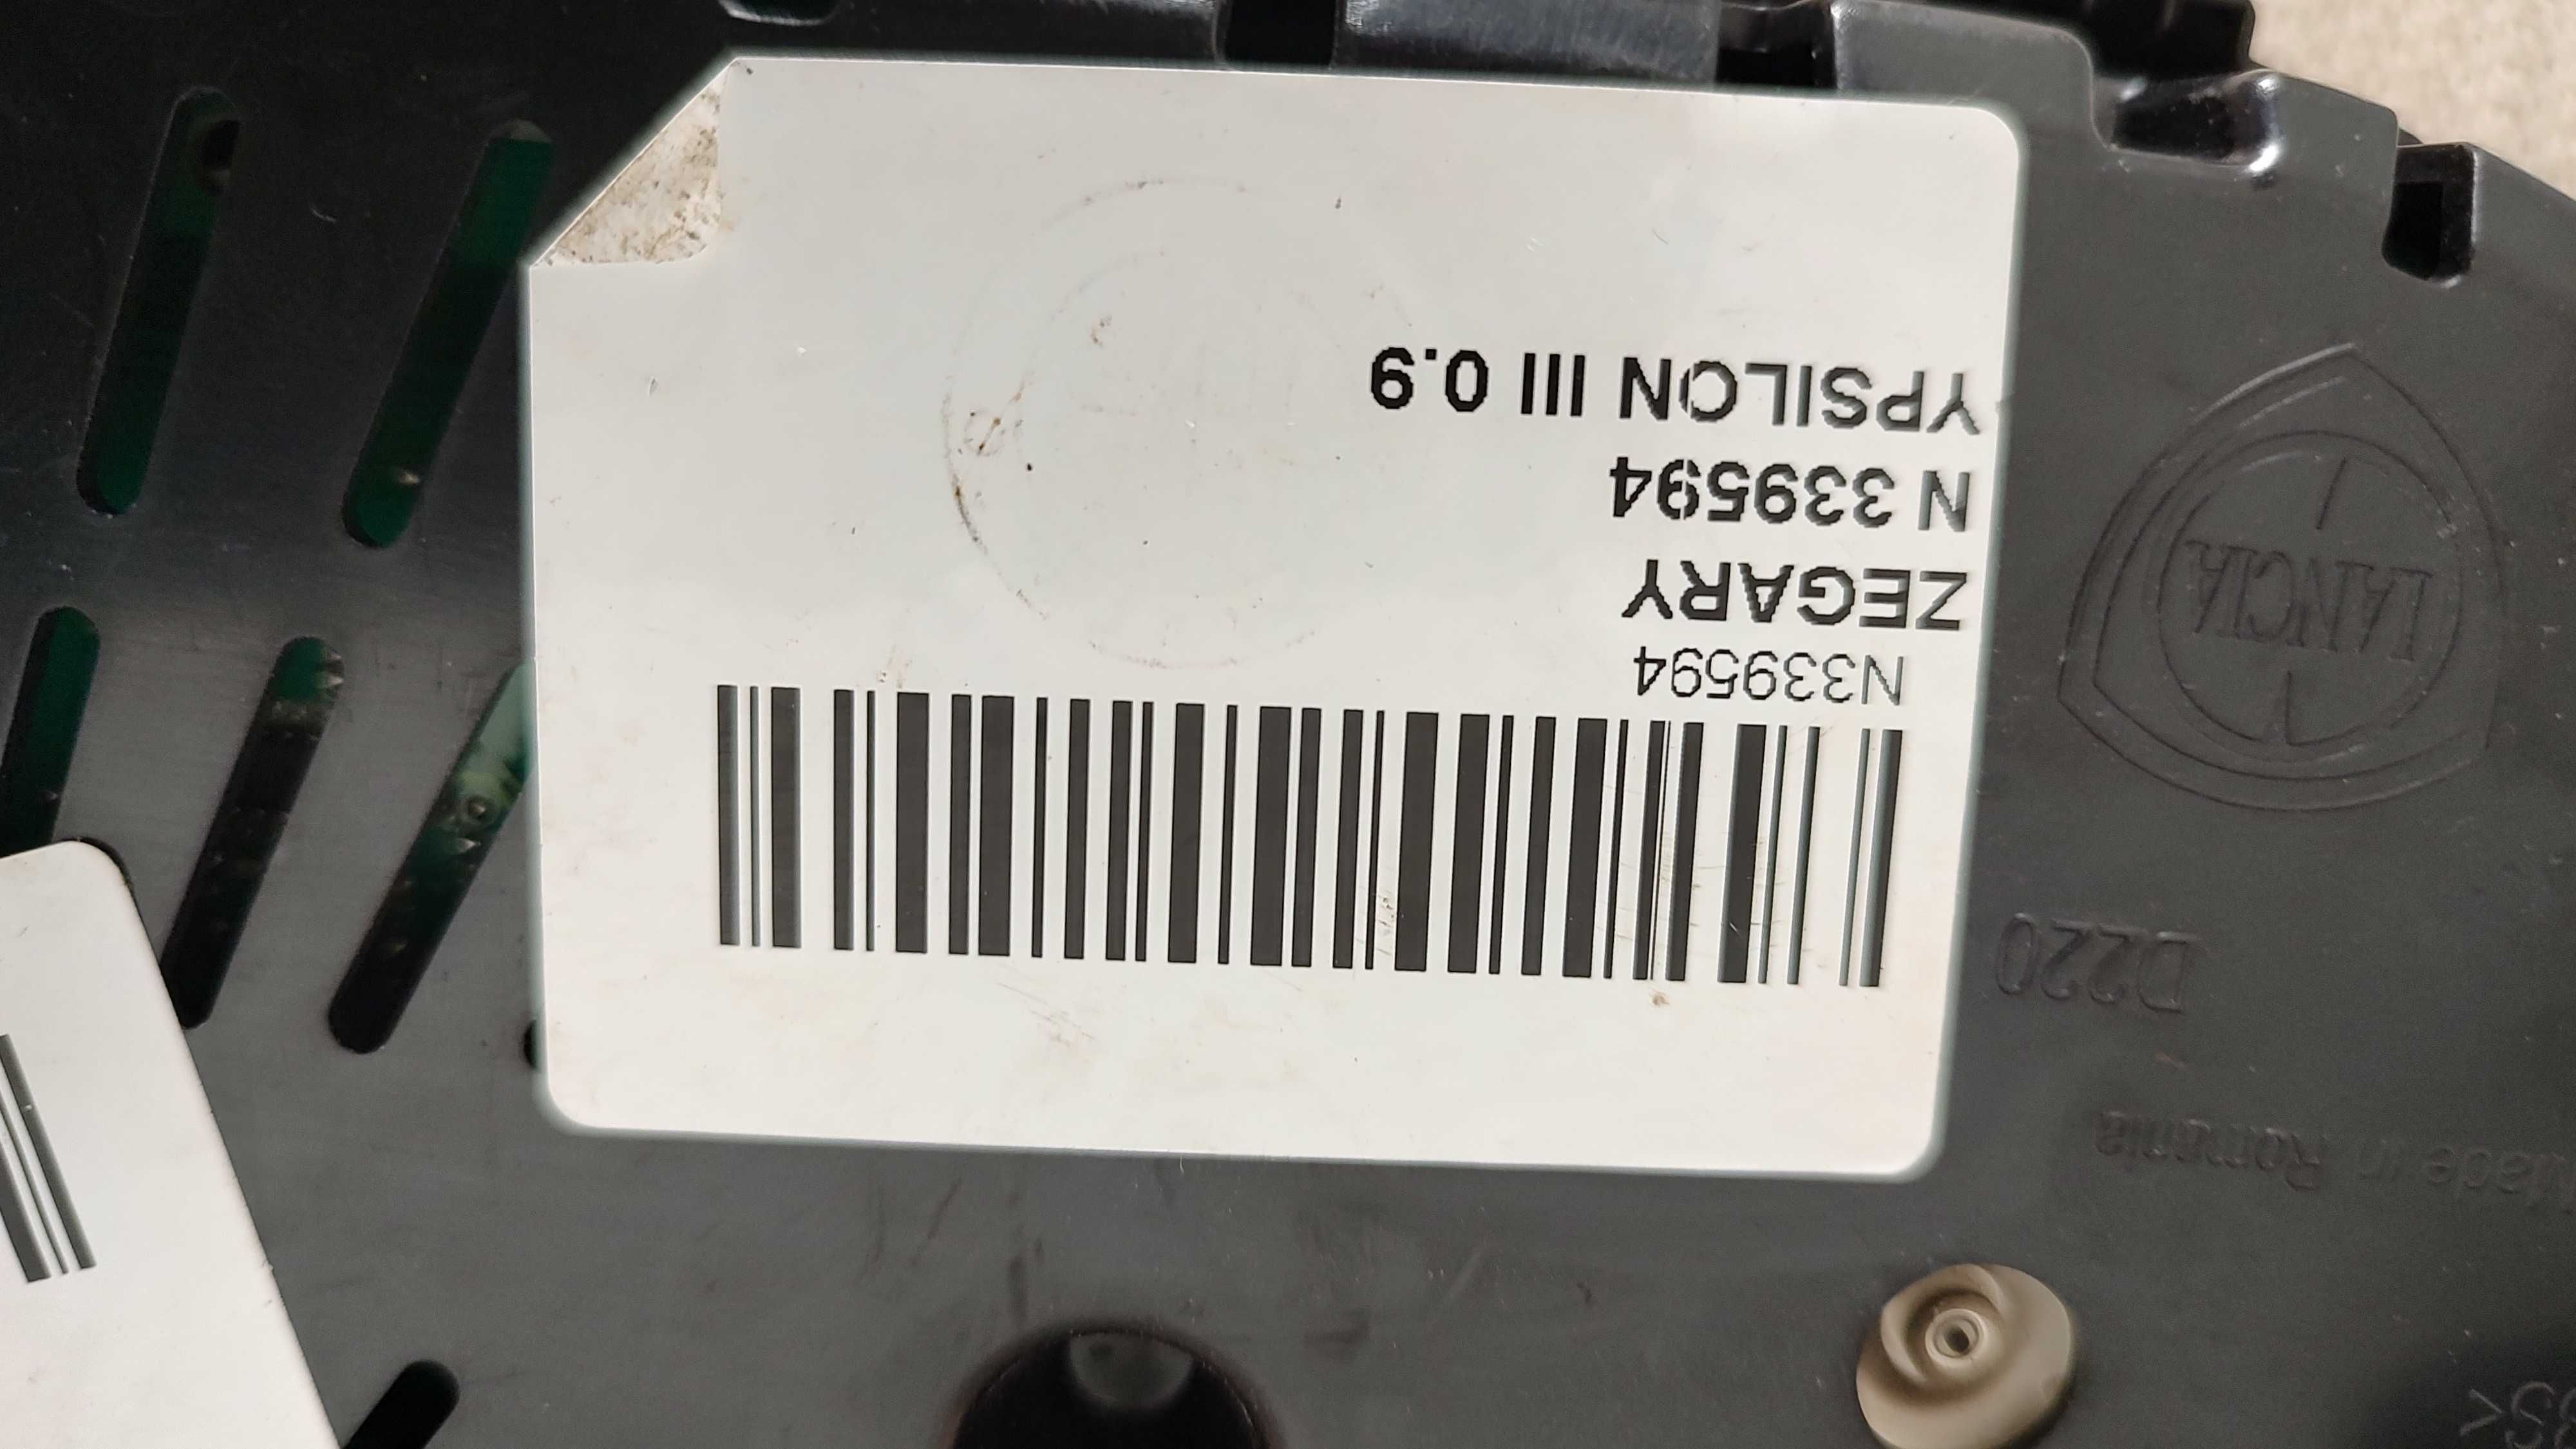 N339594
ZEGARY
N 339594
YPSILON III 0.9
LANCIA
D220
Made in Romania